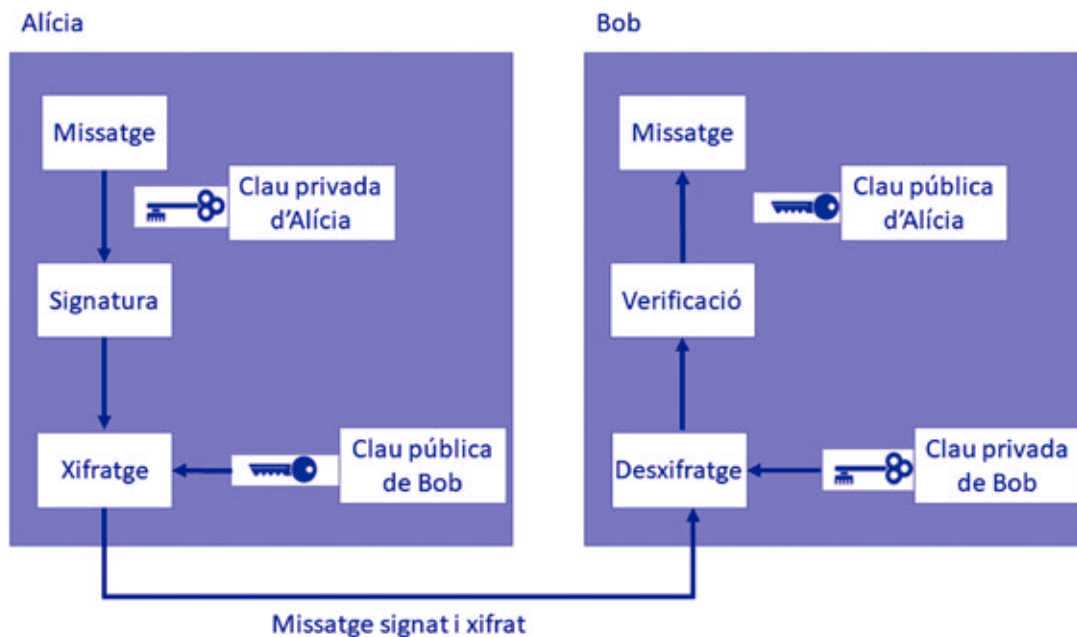 Alícia
Missatge
Clau privada
d'Alícia
Signatura
Xifratge
Clau pública
de Bob
Bob
Missatge
Clau pública
d'Alícia
Verificació
Desxifratge
Clau privada
de Bob
Missatge signat i xifrat